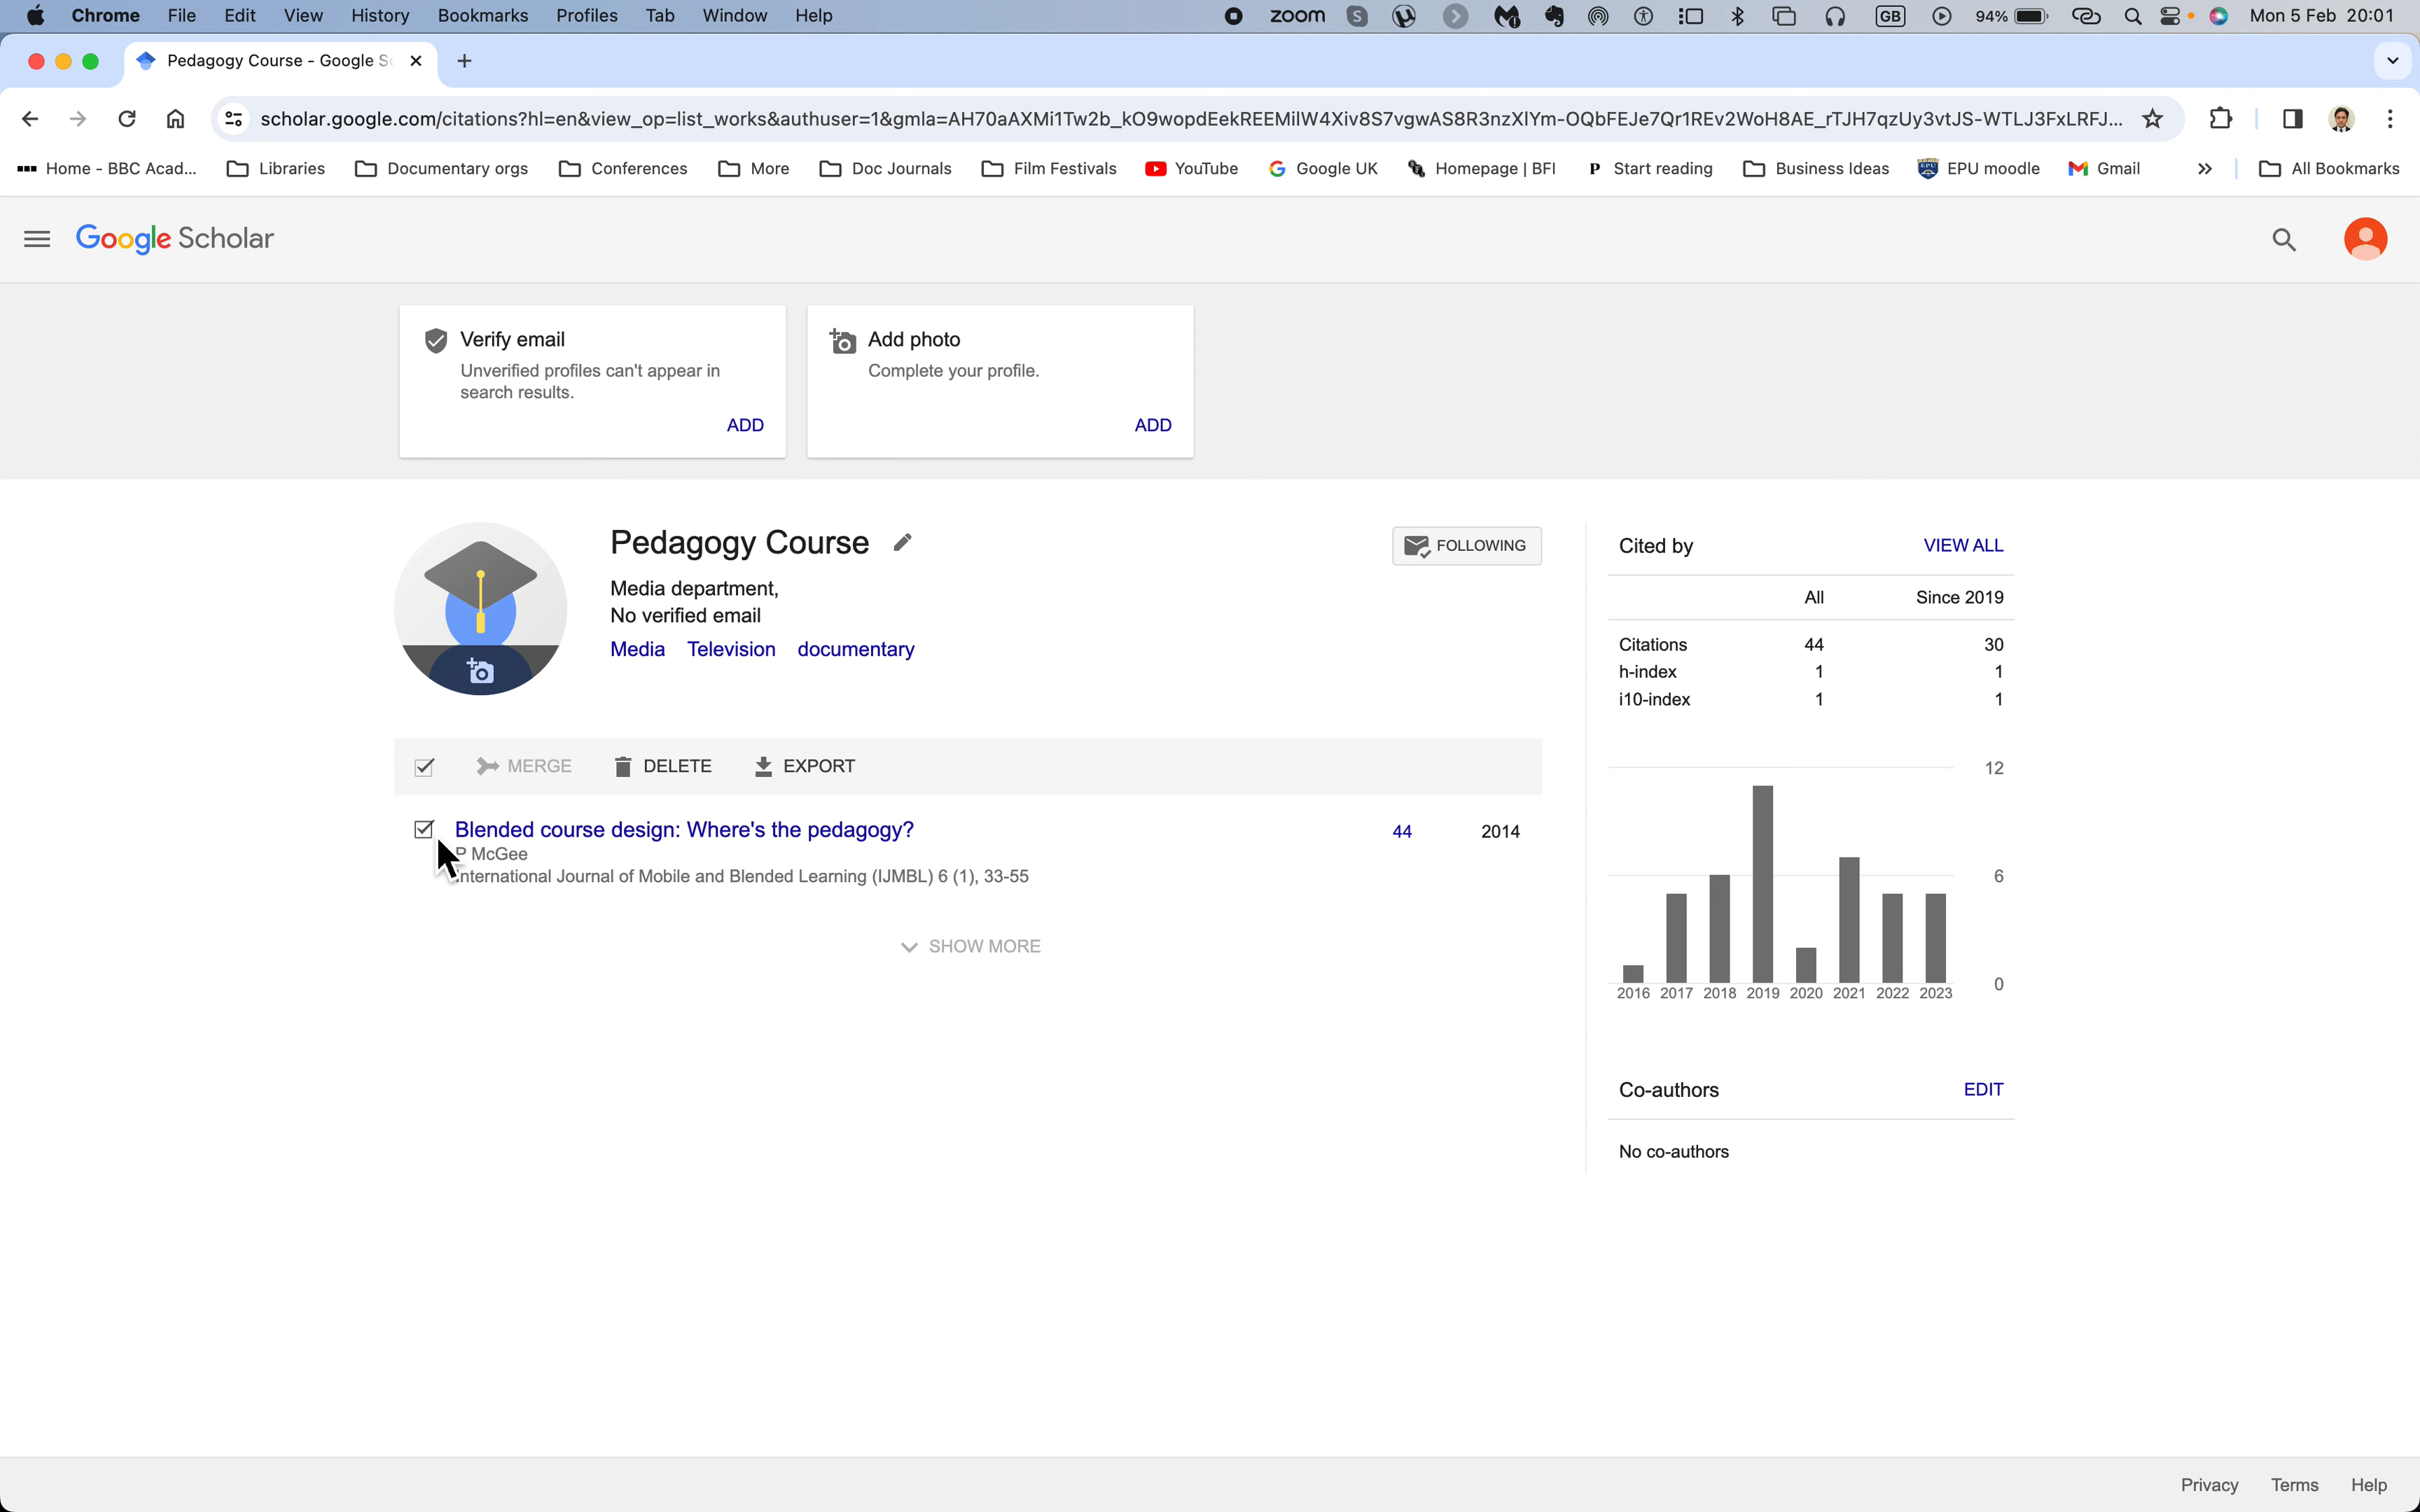 Chrome File Edit View History Bookmarks Profiles Tab Window Help zoom GB 94% Mon 5 Feb 20:01
Pedagogy Course - Google S
scholar.google.com/citations?hl=en&view_op=list_works&authuser=1&gmla=AH70aAXMi1Tw2b_kO9wopdEekREEMilW4Xiv8S7vgwAS8R3nzXlYm-OQbFEJe7Qr1REv2WoH8AE_rTJH7qzUy3vtJS-WTLJ3FxLRFJ...
Home - BBC Acad... Libraries Documentary orgs Conferences More Doc Journals Film Festivals YouTube Google UK Homepage | BFI Start reading Business Ideas EPU moodle Gmail All Bookmarks
Google Scholar
Verify email
Unverified profiles can't appear in
search results.
ADD
Add photo
Complete your profile.
ADD
Pedagogy Course
FOLLOWING
Media department,
No verified email
Media Television documentary
MERGE DELETE EXPORT
Blended course design: Where's the pedagogy? 44 2014
P McGee
International Journal of Mobile and Blended Learning (IJMBL) 6 (1), 33-55
SHOW MORE
Cited by VIEW ALL
All Since 2019
Citations 44 30
h-index 1 1
i10-index 1 1
12
6
0
2016 2017 2018 2019 2020 2021 2022 2023
Co-authors EDIT
No co-authors
Privacy Terms Help